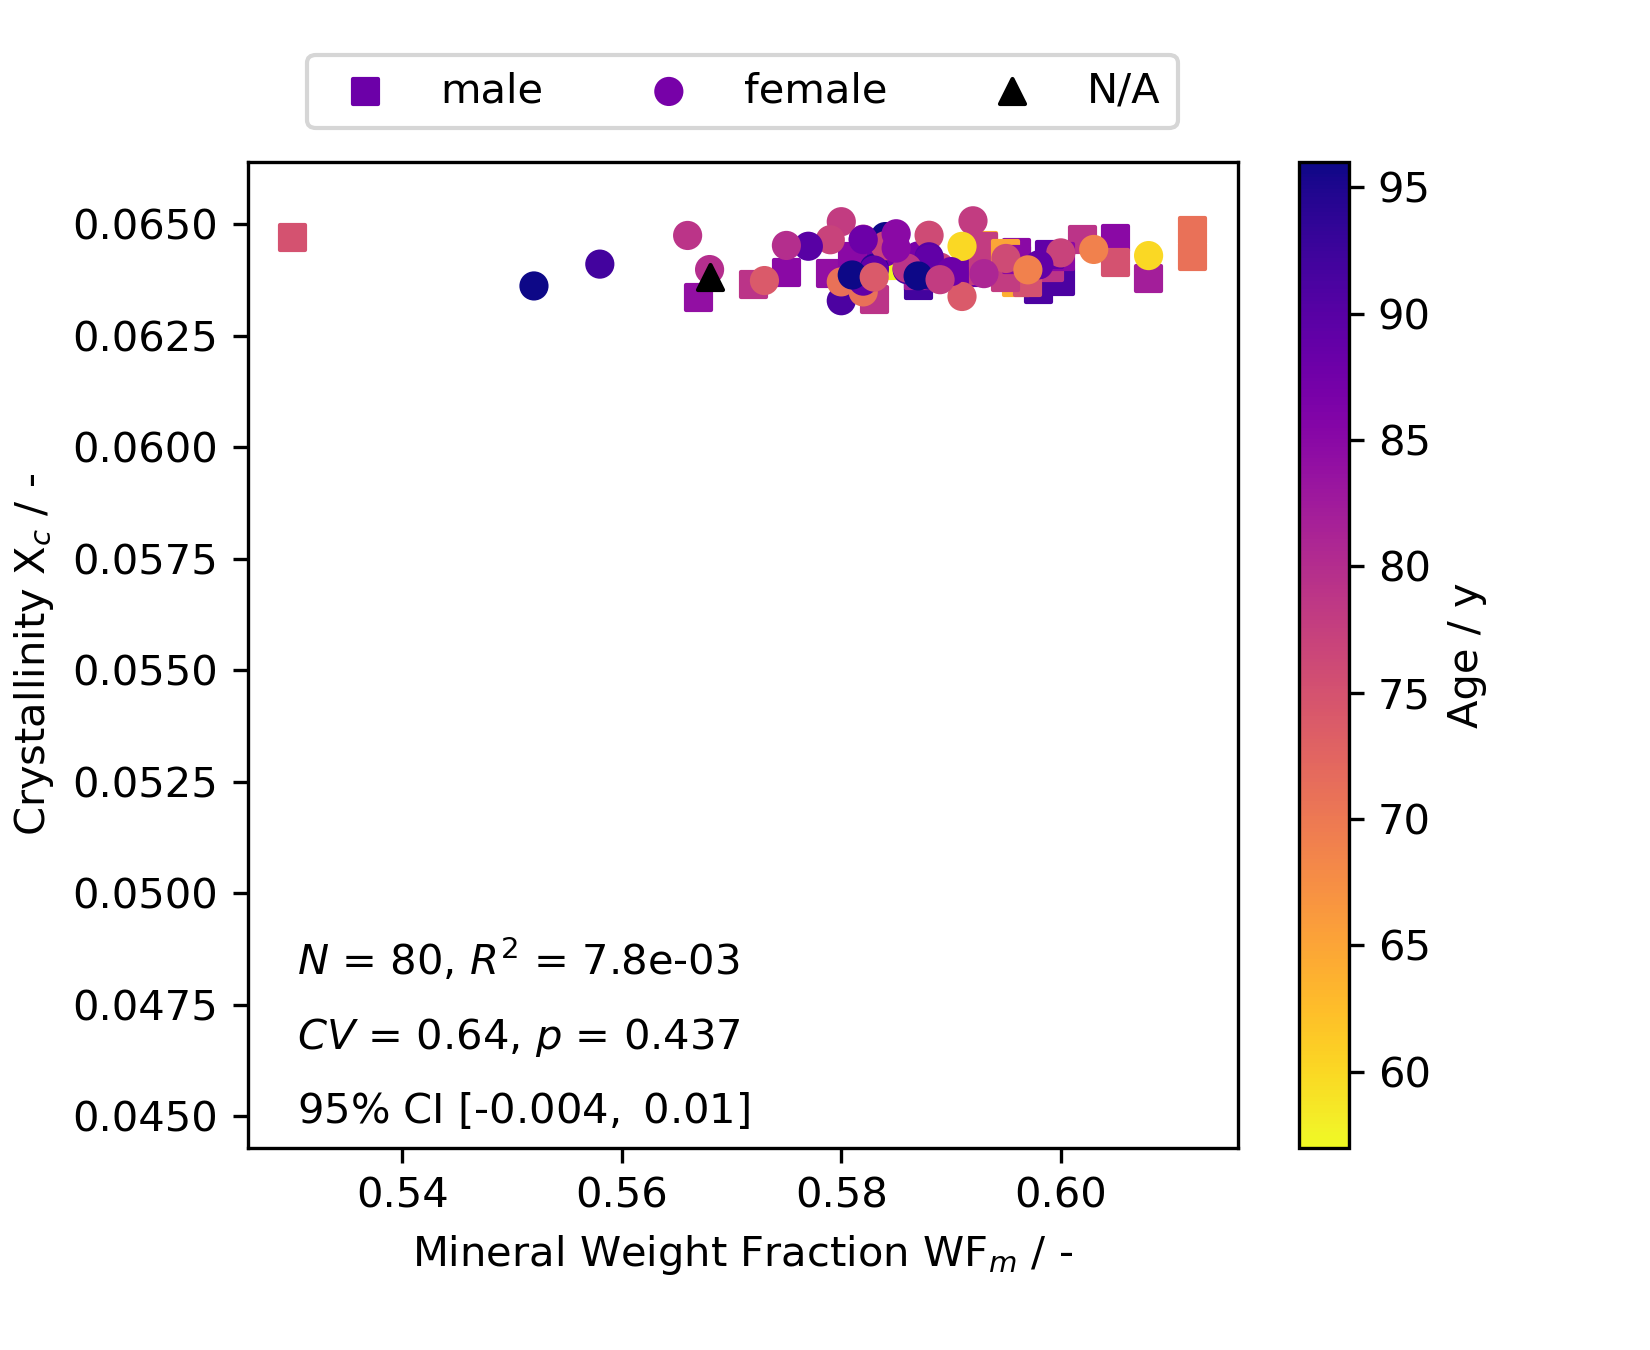 male female N/A
0.0650
0.0625
0.0600
0.0575
0.0550
0.0525
0.0500
0.0475
0.0450
Crystallinity X_c / -
N = 80, R² = 7.8e-03
CV = 0.64, p = 0.437
95% CI [-0.004, 0.01]
0.54 0.56 0.58 0.60
Mineral Weight Fraction WF_m / -
95
90
85
80
75
70
65
60
Age / y